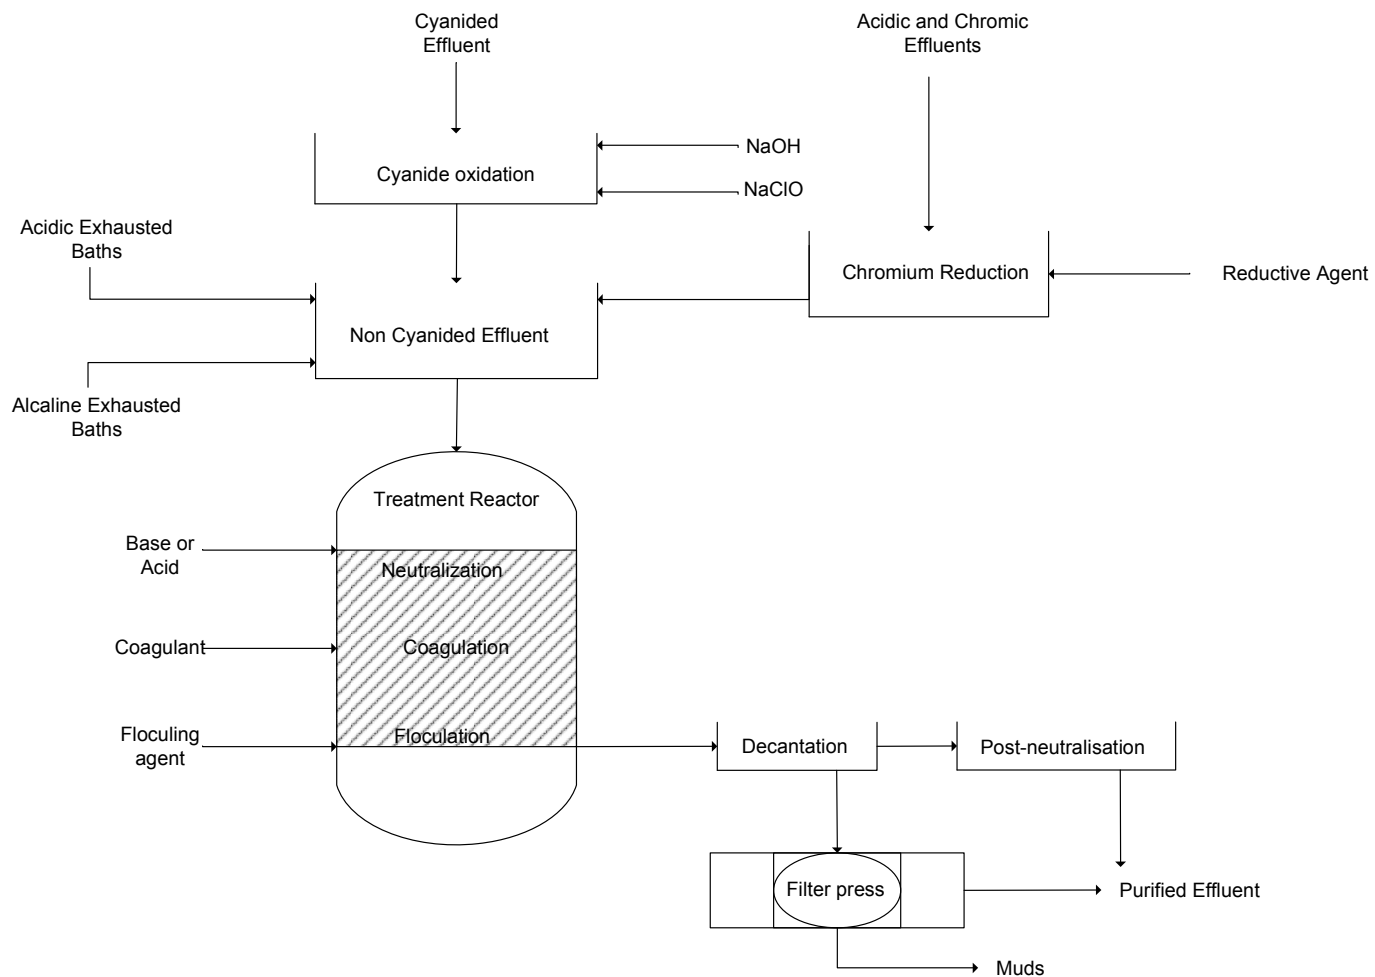 Cyanided
Effluent
Acidic and Chromic
Effluents
NaOH
Cyanide oxidation
NaClO
Acidic Exhausted
Baths
Chromium Reduction
Reductive Agent
Non Cyanided Effluent
Alcaline Exhausted
Baths
Treatment Reactor
Base or
Acid
Neutralization
Coagulant
Coagulation
Floculing
agent
Floculation
Decantation
Post-neutralisation
Filter press
Purified Effluent
Muds